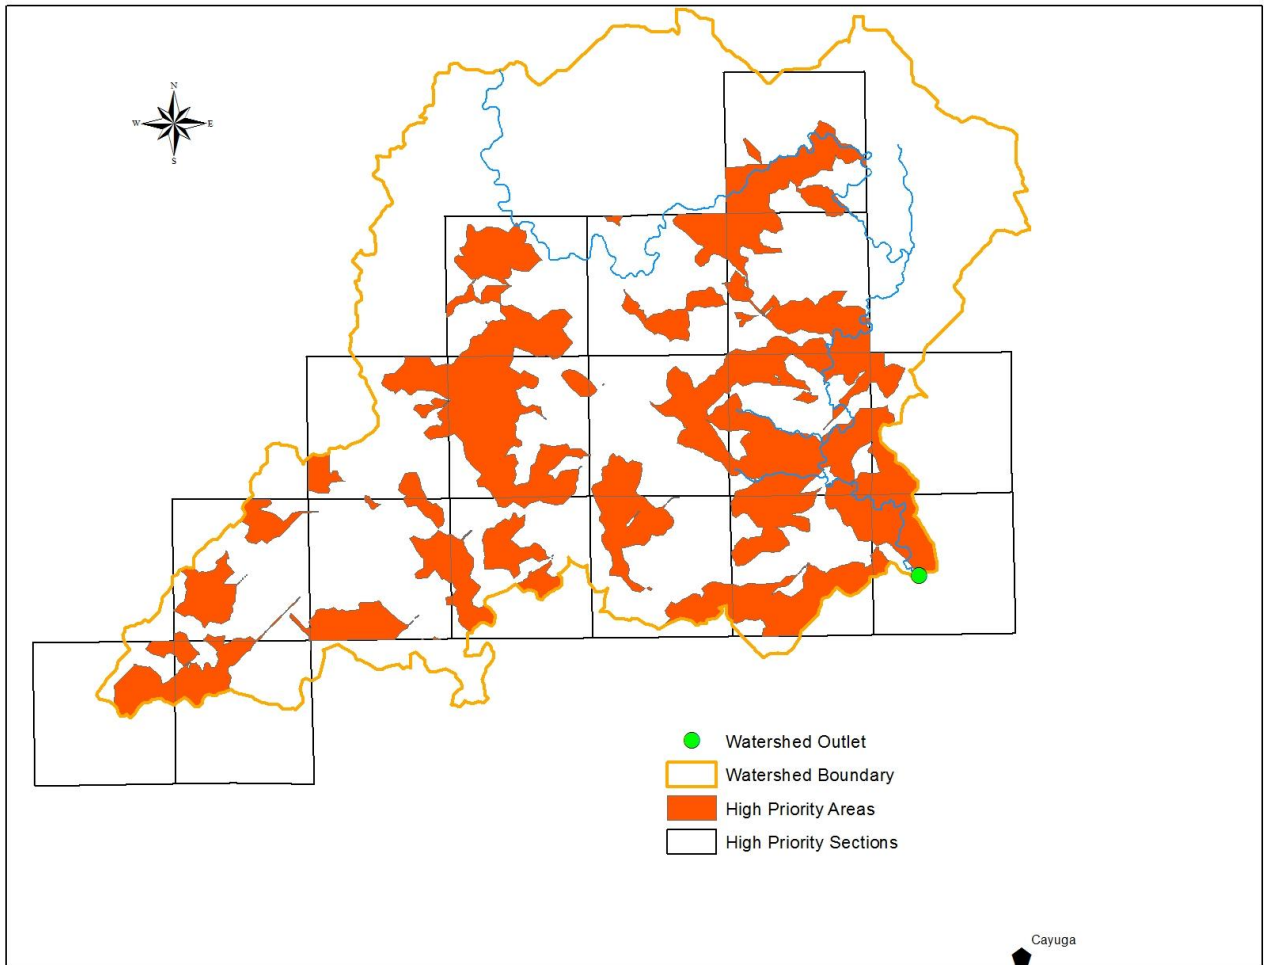 N
W E
S
Watershed Outlet
Watershed Boundary
High Priority Areas
High Priority Sections
Cayuga